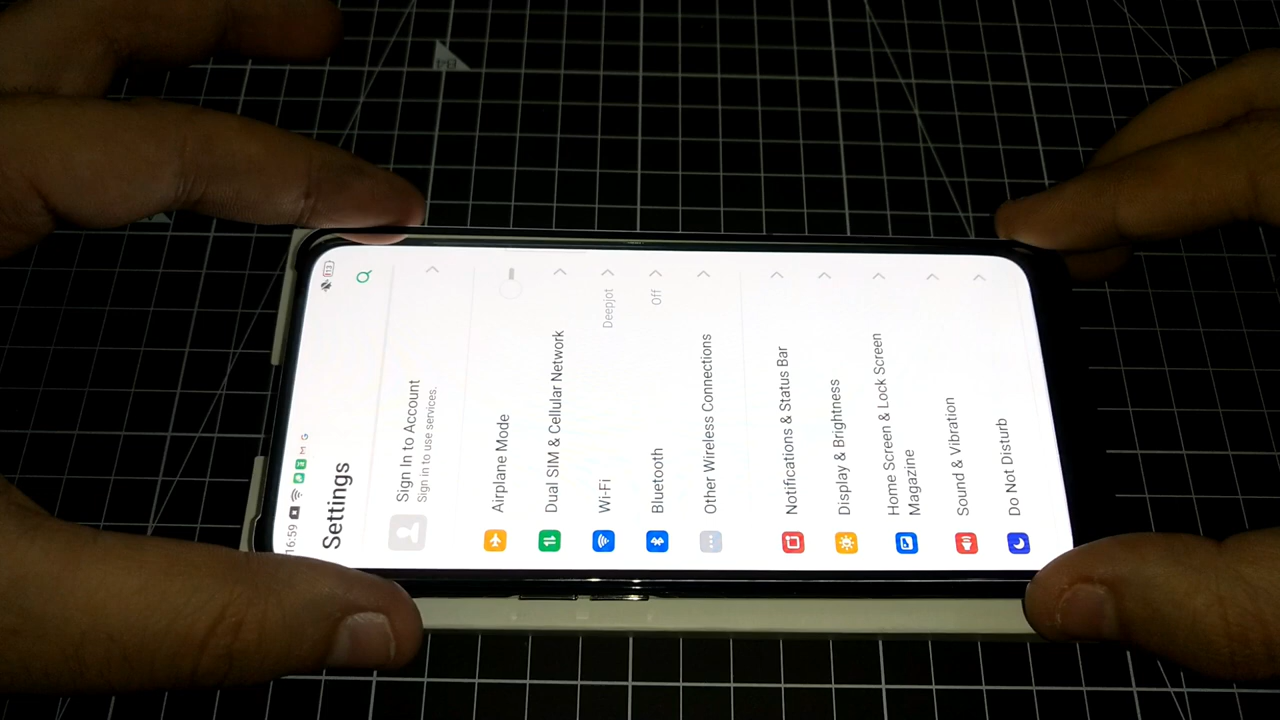 16:59
Settings
Sign In to Account
Sign in to use services.
Airplane Mode
Dual SIM & Cellular Network
Wi-Fi
Deepjot
Bluetooth
Off
Other Wireless Connections
Notifications & Status Bar
Display & Brightness
Home Screen & Lock Screen
Magazine
Sound & Vibration
Do Not Disturb
B4